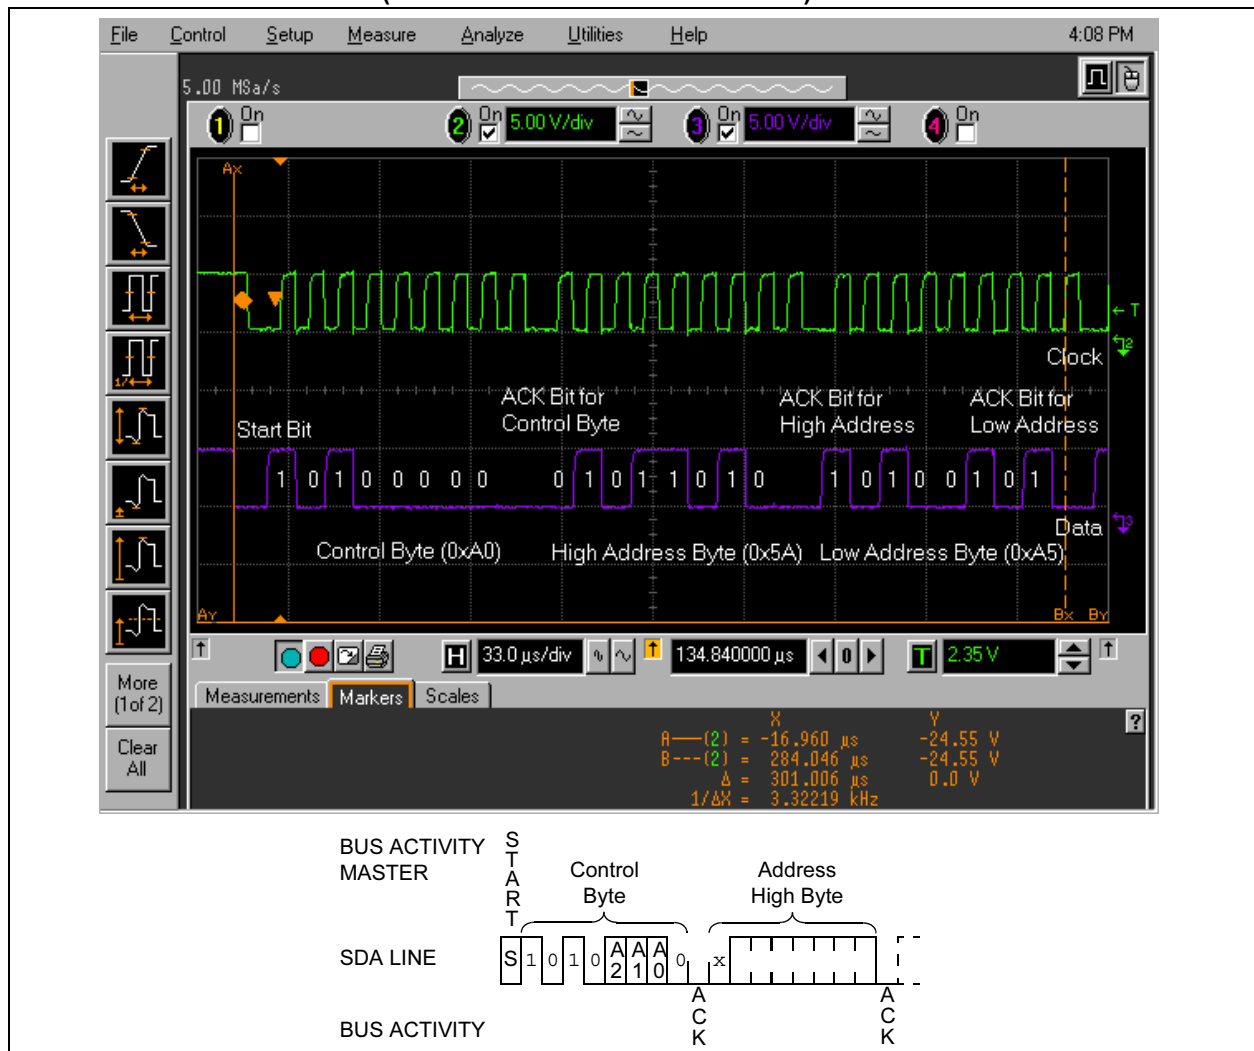 File Control Setup Measure Analyze Utilities Help 4:08 PM
5.00 MSa/s
1 On 2 On 5.00 V/div 3 On 5.00 V/div 4 On
Ax
T
2
Clock
ACK Bit for
Control Byte
ACK Bit for
High Address
ACK Bit for
Low Address
Start Bit
1 0 1 0 0 0 0 0 0 1 0 1 1 0 1 0 1 0 1 0 0 1 0 1
3
Data
Control Byte (0xA0) High Address Byte (0x5A) Low Address Byte (0xA5)
Ay Bx By
H 33.0 µs/div 134.840000 µs 0 T 2.35 V
More
(1of 2)
Clear
All
Measurements Markers Scales
?
X Y
A——(2) = -16.960 µs -24.55 V
B---(2) = 284.046 µs -24.55 V
Δ = 301.006 µs 0.0 V
1/ΔX = 3.32219 kHz
BUS ACTIVITY
MASTER
START
Control
Byte
Address
High Byte
SDA LINE
S 1 0 1 0 A2 A1 A0 0 x
ACK
ACK
BUS ACTIVITY